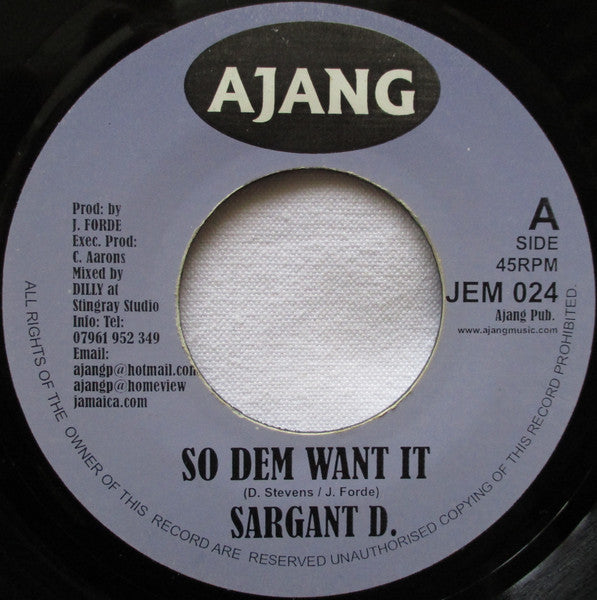 AJANG
Prod: by
J. FORDE
Exec. Prod:
C. Aarons
Mixed by
DILLY at
Stingray Studio
Info: Tel:
07961 952 349
Email:
ajangp@hotmail.com
ajangp@homeview
jamaica.com
A
SIDE
45RPM
JEM 024
Ajang Pub.
www.ajangmusic.com
SO DEM WANT IT
(D. Stevens / J. Forde)
SARGANT D.
ALL RIGHTS OF THE OWNER OF THIS RECORD ARE RESERVED UNAUTHORISED COPYING OF THIS RECORD PROHIBITED.